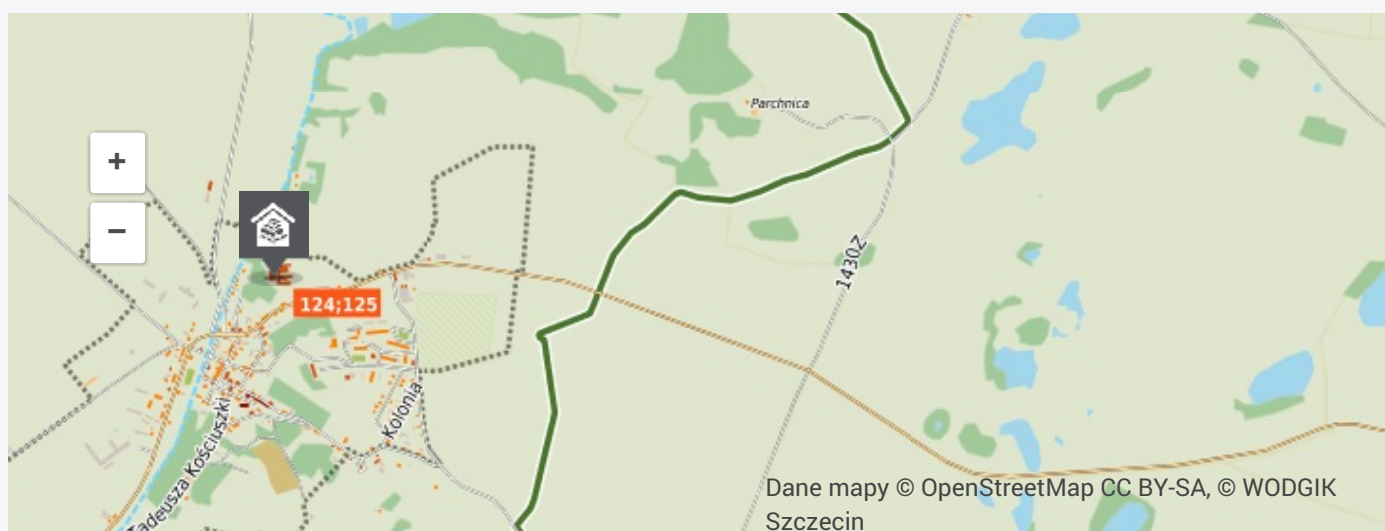 Parchnica
+
−
1430Z
124;125
Kolonia
Tadeusza Kościuszki
Dane mapy © OpenStreetMap CC BY-SA, © WODGIK
Szczecin